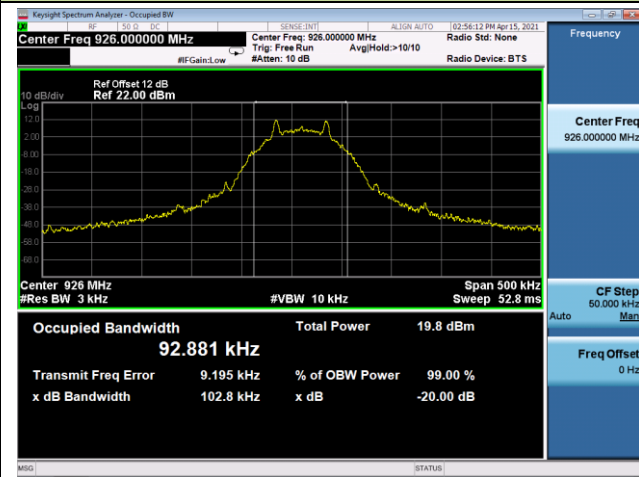 Keysight Spectrum Analyzer - Occupied BW
RF 50 Ω DC SENSE:INT ALIGN AUTO 02:56:12 PM Apr 15, 2021
Center Freq 926.000000 MHz Center Freq: 926.000000 MHz Radio Std: None
Trig: Free Run Avg|Hold:>10/10
#IFGain:Low #Atten: 10 dB Radio Device: BTS
Ref Offset 12 dB
10 dB/div Ref 22.00 dBm
Log
12.0
2.00
-8.00
-18.0
-28.0
-38.0
-48.0
-58.0
-68.0
Center 926 MHz Span 500 kHz
#Res BW 3 kHz #VBW 10 kHz Sweep 52.8 ms
Occupied Bandwidth Total Power 19.8 dBm
92.881 kHz
Transmit Freq Error 9.195 kHz % of OBW Power 99.00 %
x dB Bandwidth 102.8 kHz x dB -20.00 dB
MSG STATUS
Frequency
Center Freq
926.000000 MHz
CF Step
50.000 kHz
Auto Man
Freq Offset
0 Hz